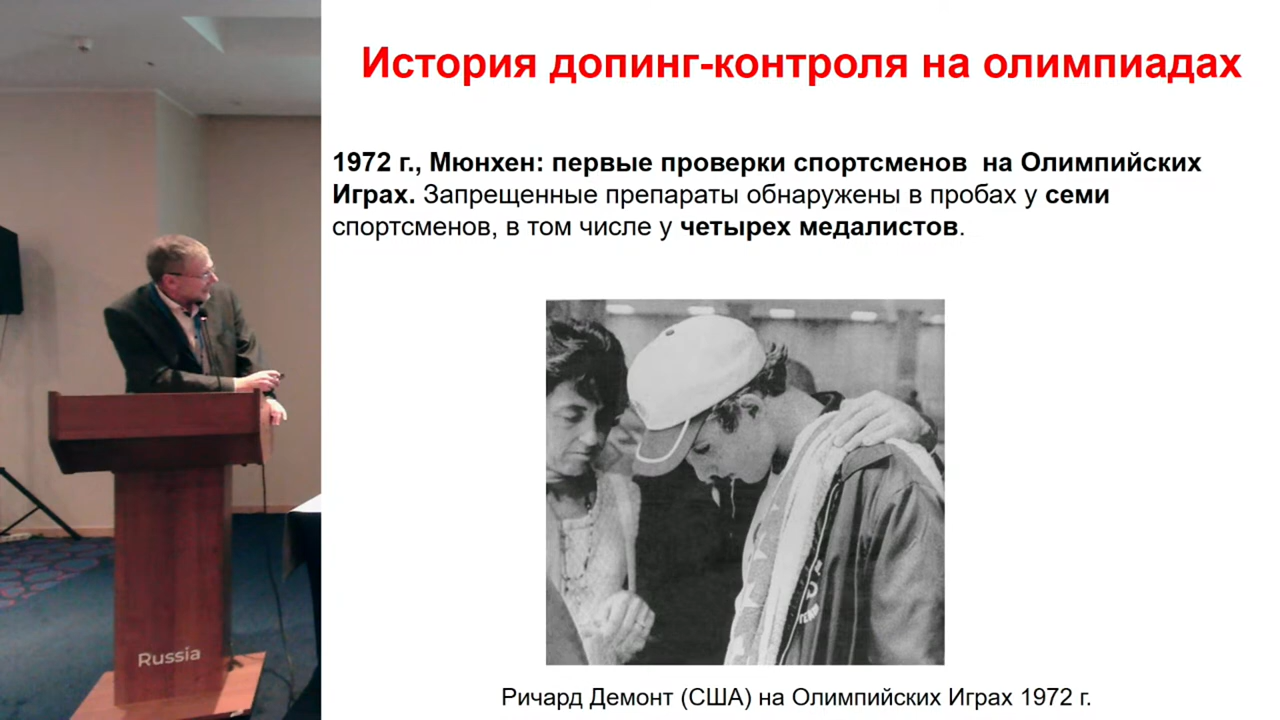 История допинг-контроля на олимпиадах
1972 г., Мюнхен: первые проверки спортсменов на Олимпийских
Играх. Запрещенные препараты обнаружены в пробах у семи
спортсменов, в том числе у четырех медалистов.
Ричард Демонт (США) на Олимпийских Играх 1972 г.
Russia